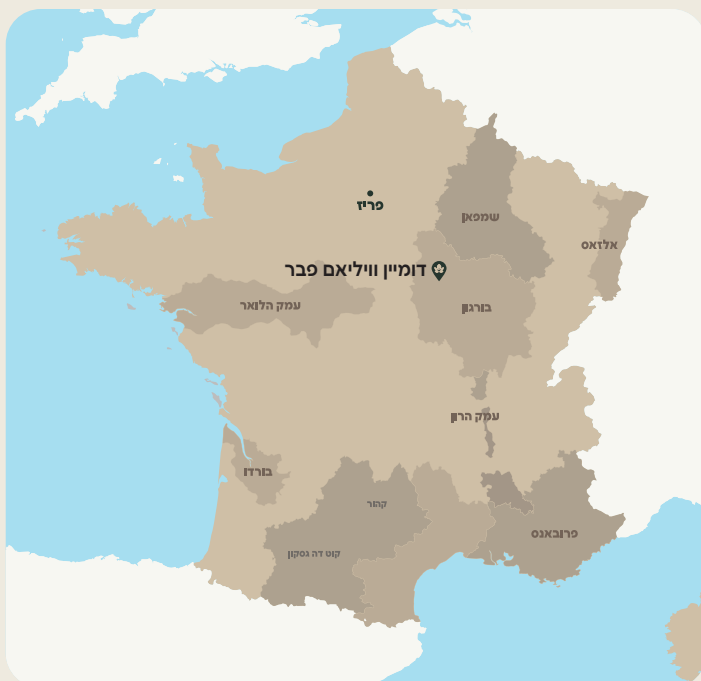 פריז
שמפאן
אלזאס
דומיין וויליאם פבר
עמק הלואר
בורגון
עמק הרון
בורדו
קהור
פרובאנס
קוט דה גסקון